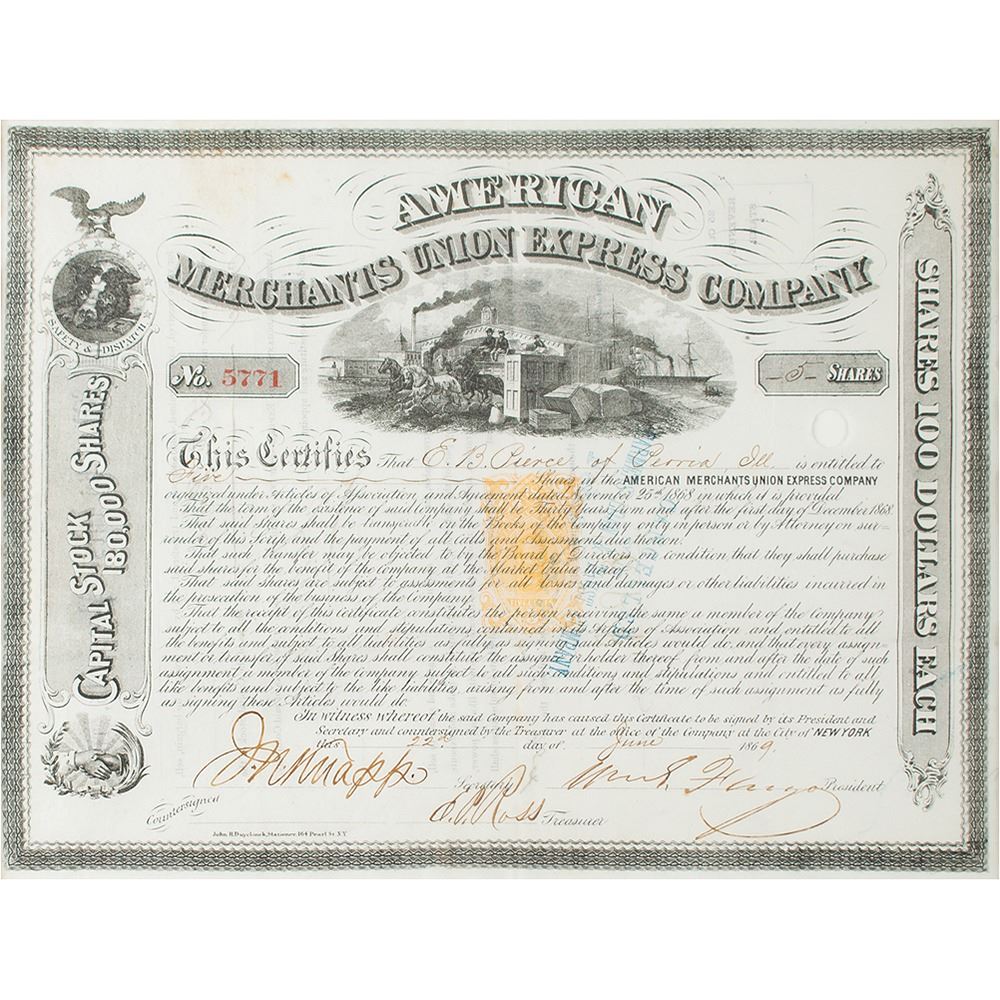 AMERICAN
MERCHANTS UNION EXPRESS COMPANY
SAFETY & DISPATCH
No. 5771
5 SHARES
CAPITAL STOCK
180,000 SHARES
SHARES 100 DOLLARS EACH
This Certifies That E. B. Pierce, of Peoria, Ill is entitled to
Five Shares in the AMERICAN MERCHANTS UNION EXPRESS COMPANY
organized under Articles of Association and Agreement dated November 25th 1868 in which it is provided
That the term of the existence of said Company shall be Thirty years from and after the first day of December 1868.
That said Shares shall be transferable on the Books of the Company only in person or by Attorney on sur-
render of this Scrip, and the payment of all Calls and Assessments due thereon.
That such transfer may be objected to by the Board of Directors on condition that they shall purchase
said shares for the benefit of the company at the Market Value thereof.
That said shares are subject to assessments for all losses and damages or other liabilities incurred in
the prosecution of the business of the Company.
That the receipt of this Certificate constitutes the person receiving the same a member of the Company
subject to all the conditions and stipulations contained in its Articles of Association and entitled to all
the benefits and subject to all liabilities as fully as signing said Articles would do, and that every assign-
ment or transfer of said Shares shall constitute the assignee or holder thereof from and after the date of such
assignment a member of the company subject to all such conditions and stipulations and entitled to all
like benefits and subject to the like liabilities arising from and after the time of such assignment as fully
as signing these Articles would do.
In witness whereof the said Company has caused this Certificate to be signed by its President and
Secretary and countersigned by the Treasurer at the office of the Company at the City of NEW YORK
this 22nd day of June 1869.
J. N. Knapp Secretary Wm G. Fargo President
Countersigned E. P. Ross Treasurer
John R. Duyckinck, Stationer, 164 Pearl St. N.Y.